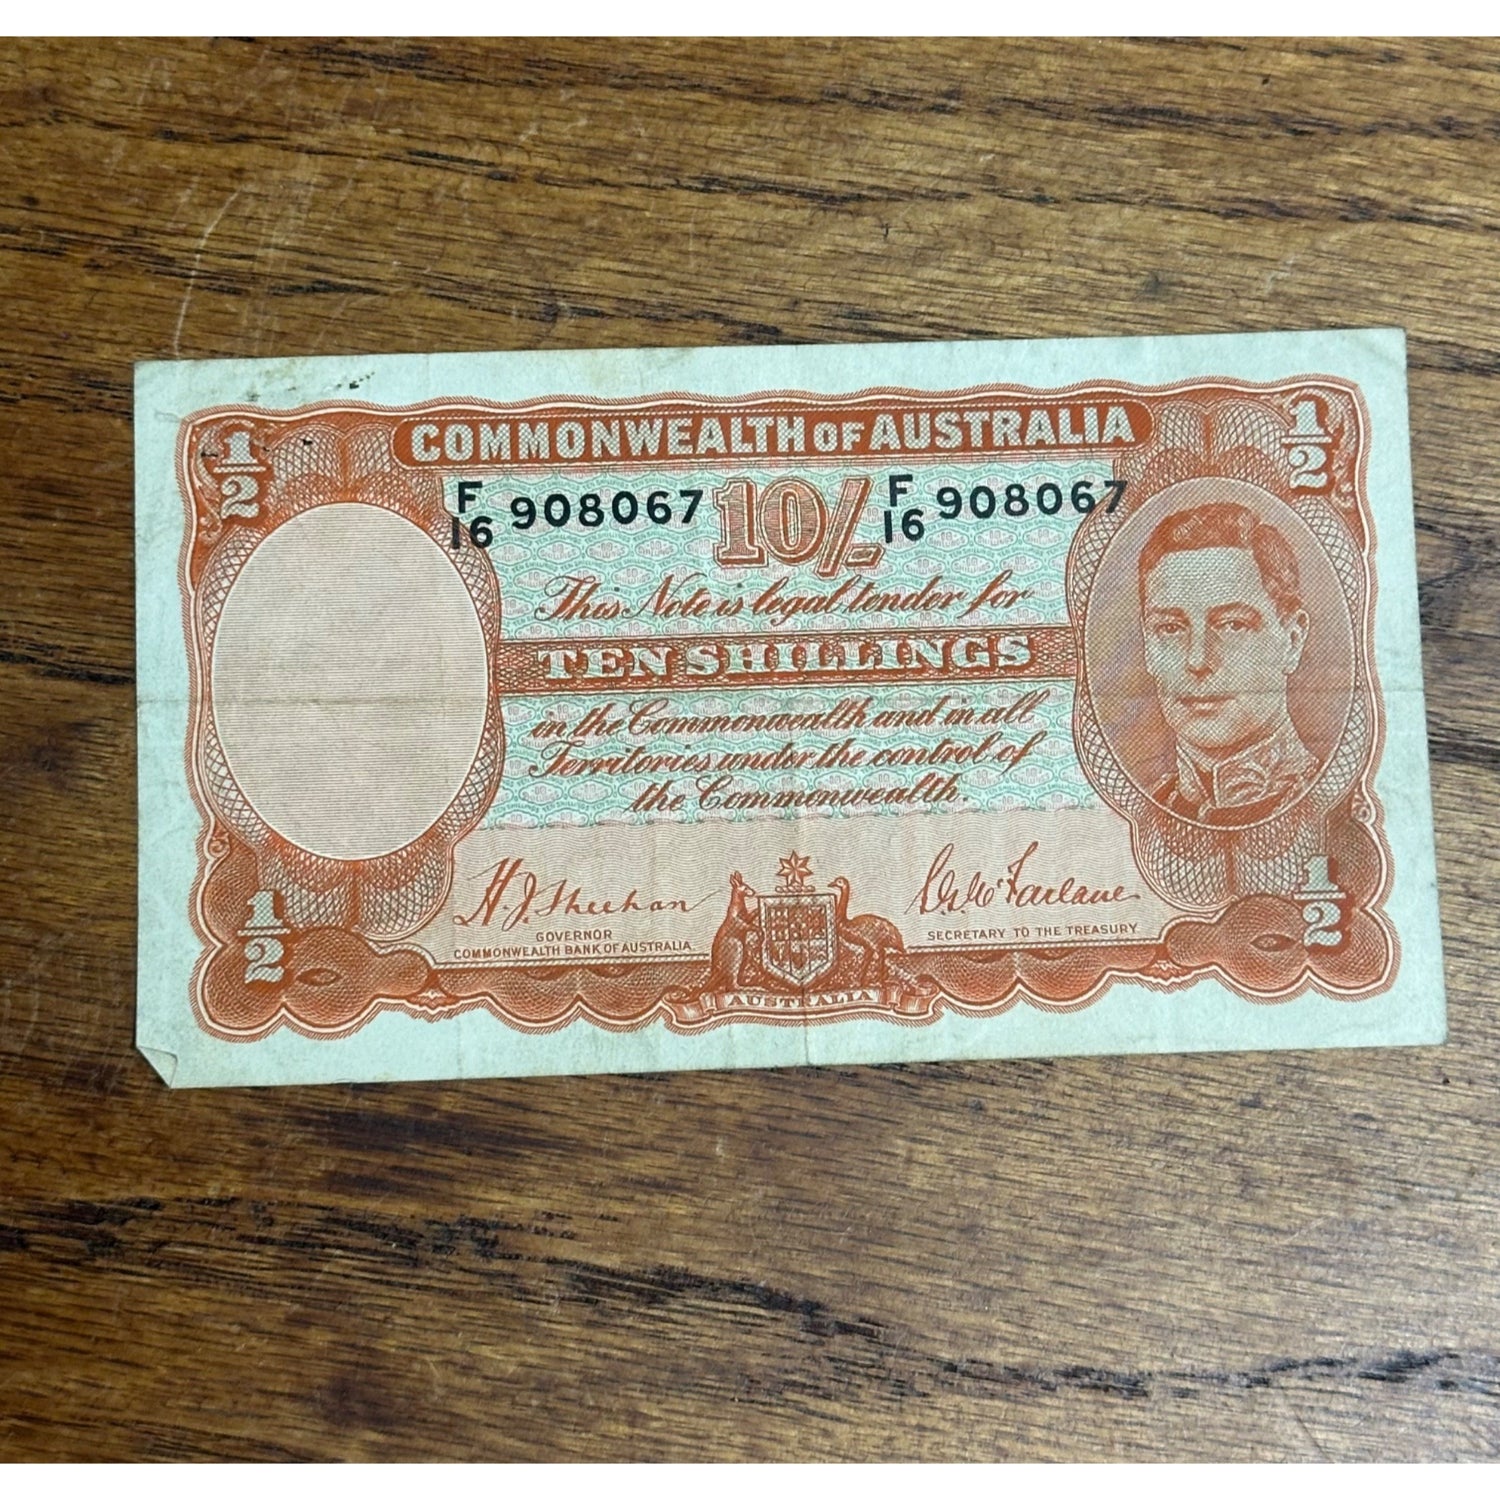 COMMONWEALTH OF AUSTRALIA
1/2
1/2
F/16 908067
10/-
F/16 908067
This Note is legal tender for
TEN SHILLINGS
in the Commonwealth and in all
Territories under the control of
the Commonwealth.
H. J. Sheehan
GOVERNOR
COMMONWEALTH BANK OF AUSTRALIA
S. G. McFarlane
SECRETARY TO THE TREASURY
1/2
1/2
AUSTRALIA